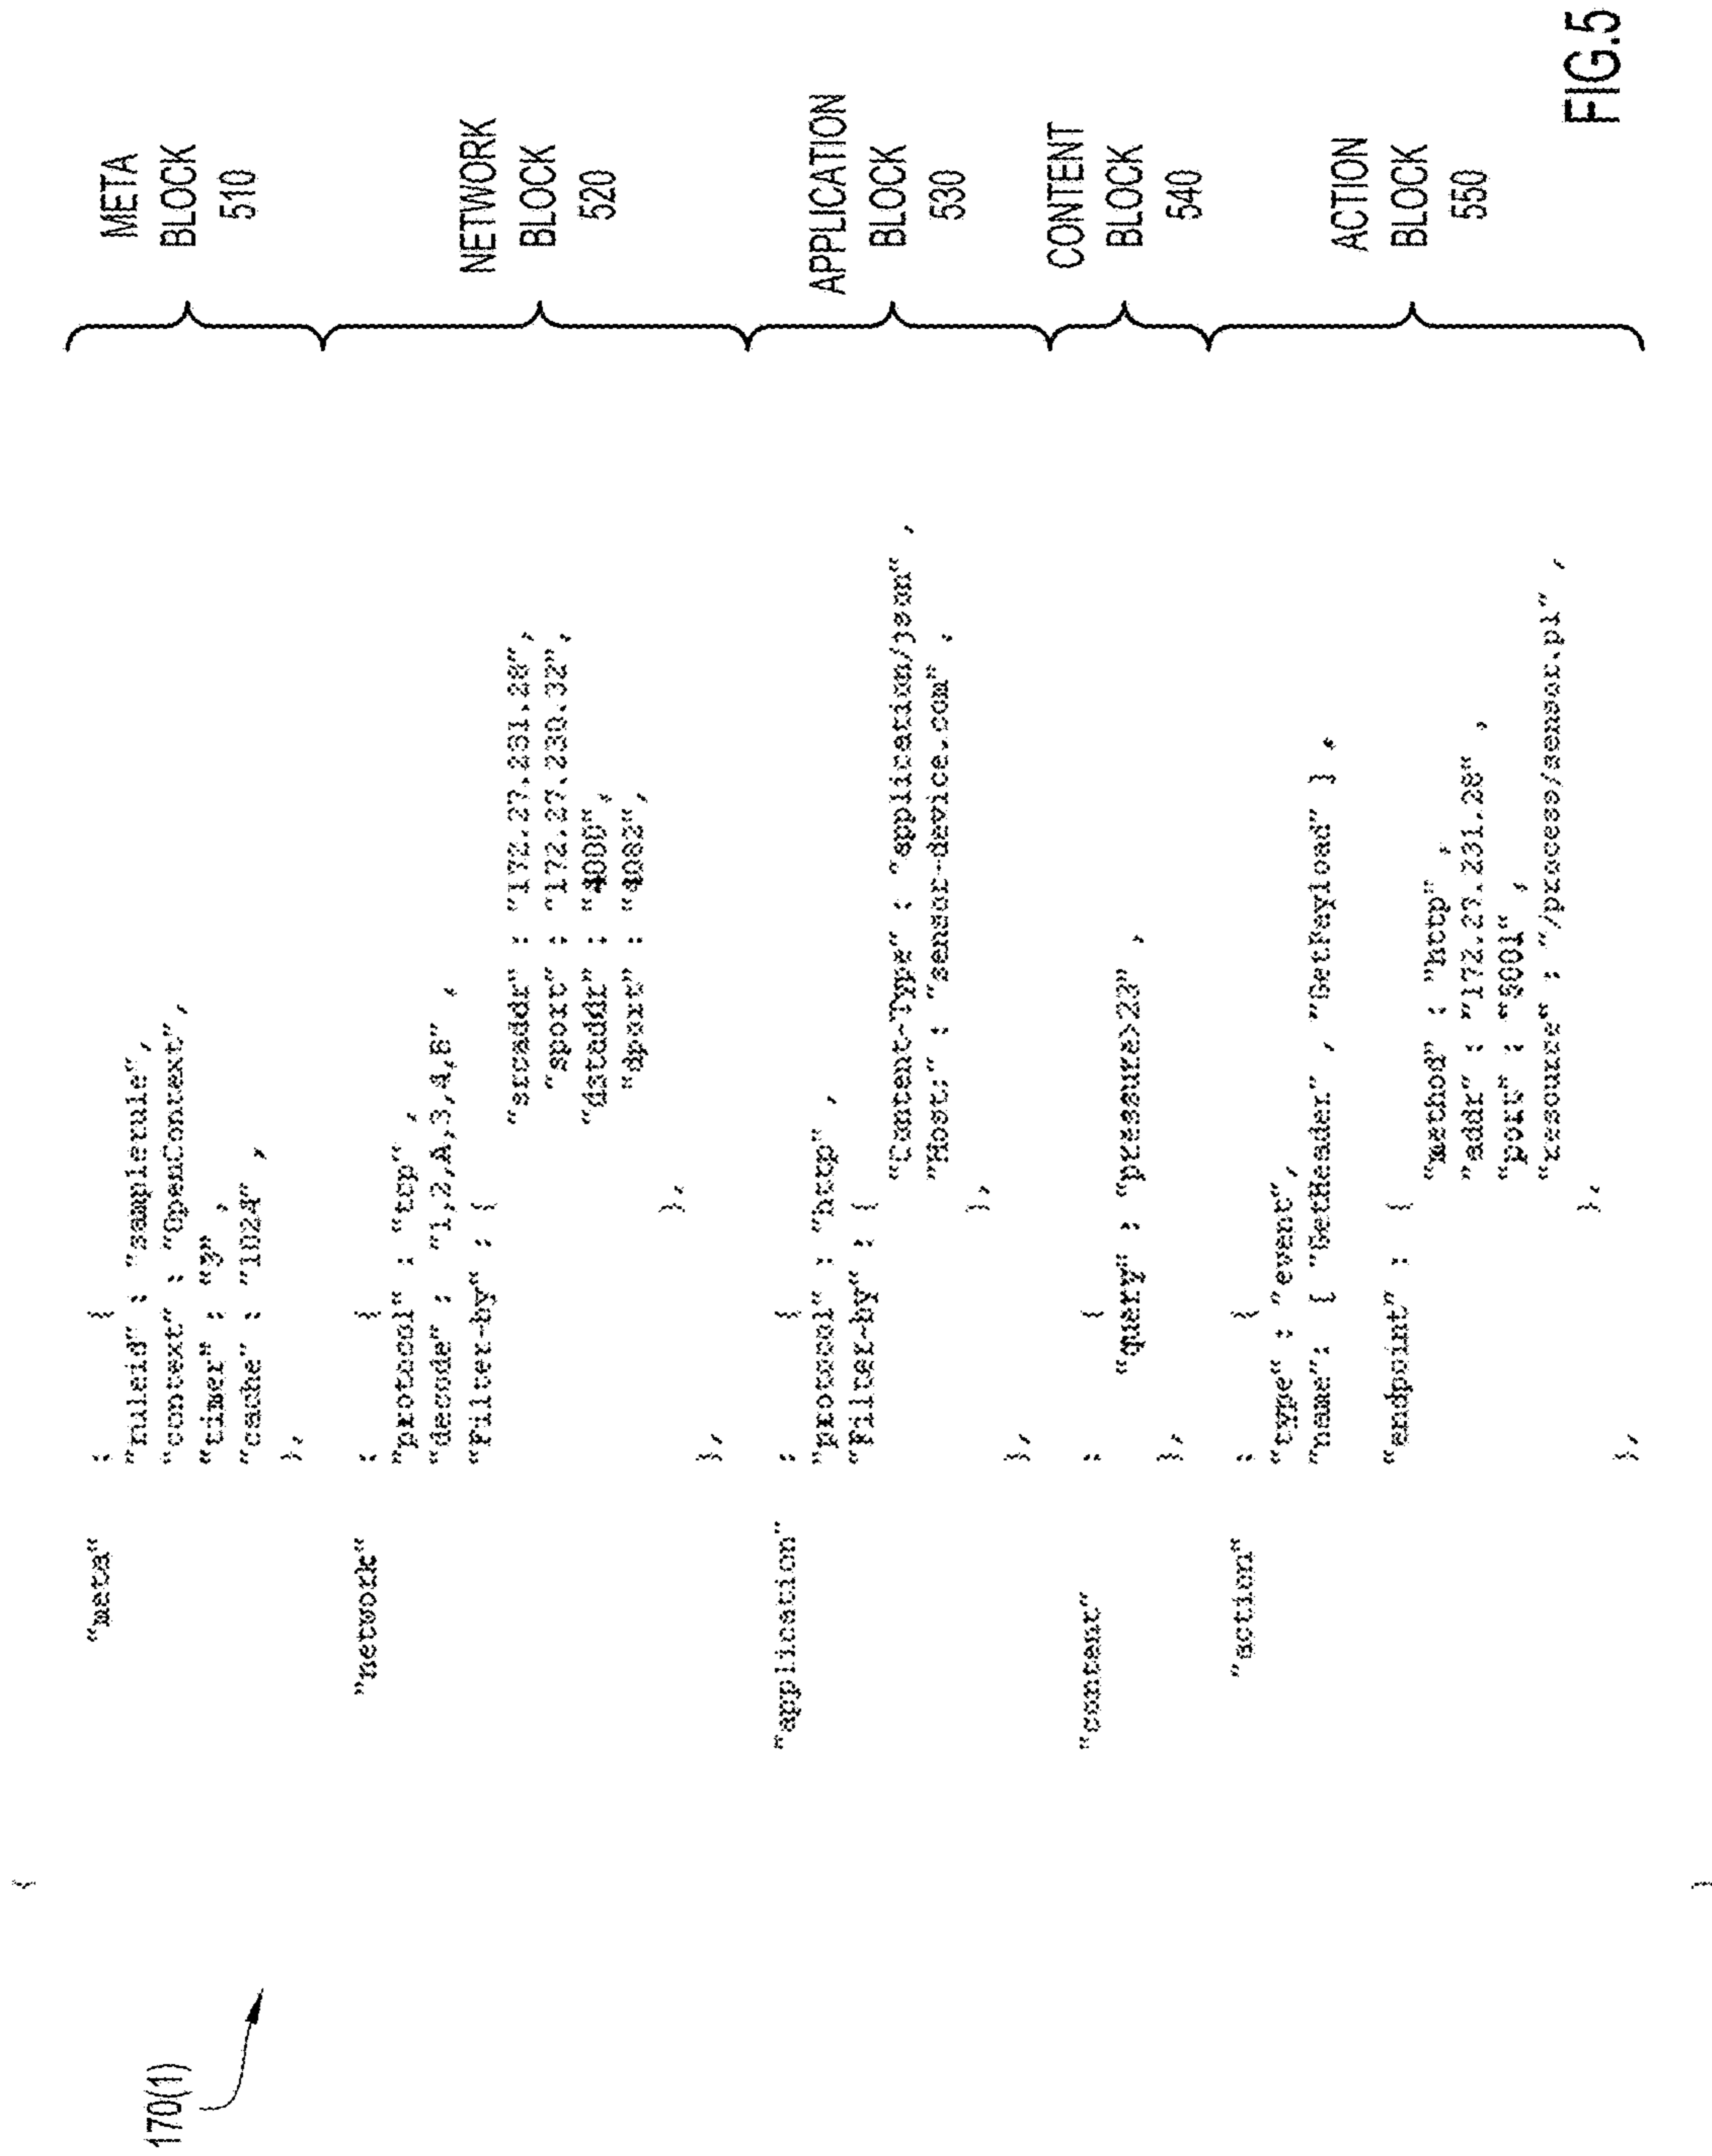 170(1)
{
"meta" : {
"ruleid" : "samplerule",
"context" : "OpenContext",
"timer" :
"cache" : "1024" ,
},
META
BLOCK
510
"network" : {
"protocol" : "tcp" ,
"decode" : "1,2,A,3,4,B" ,
"Filter-by" : {
"srcaddr" : "172.27.231.28",
"sport" : "172.27.230.32",
"dstaddr" : "4000",
"dport" : "4082",
},
},
NETWORK
BLOCK
520
"application" : {
"protocol" : "http" ,
"Filter-by" : {
"Content-Type" : "application/json" ,
"Host:" : "sensor-device.com" ,
},
},
APPLICATION
BLOCK
530
"content" : {
"query" : "pressure>23" ,
},
CONTENT
BLOCK
540
"action" : {
"type" : "event",
"name": [ "GetHeader" , "GetPayload" ] ,
"endpoint" : {
"method" : "http" ,
"addr" : "172.27.231.28" ,
"port" :
"resource" : "/process/sensor.pl" ,
},
},
ACTION
BLOCK
550
}
FIG.5